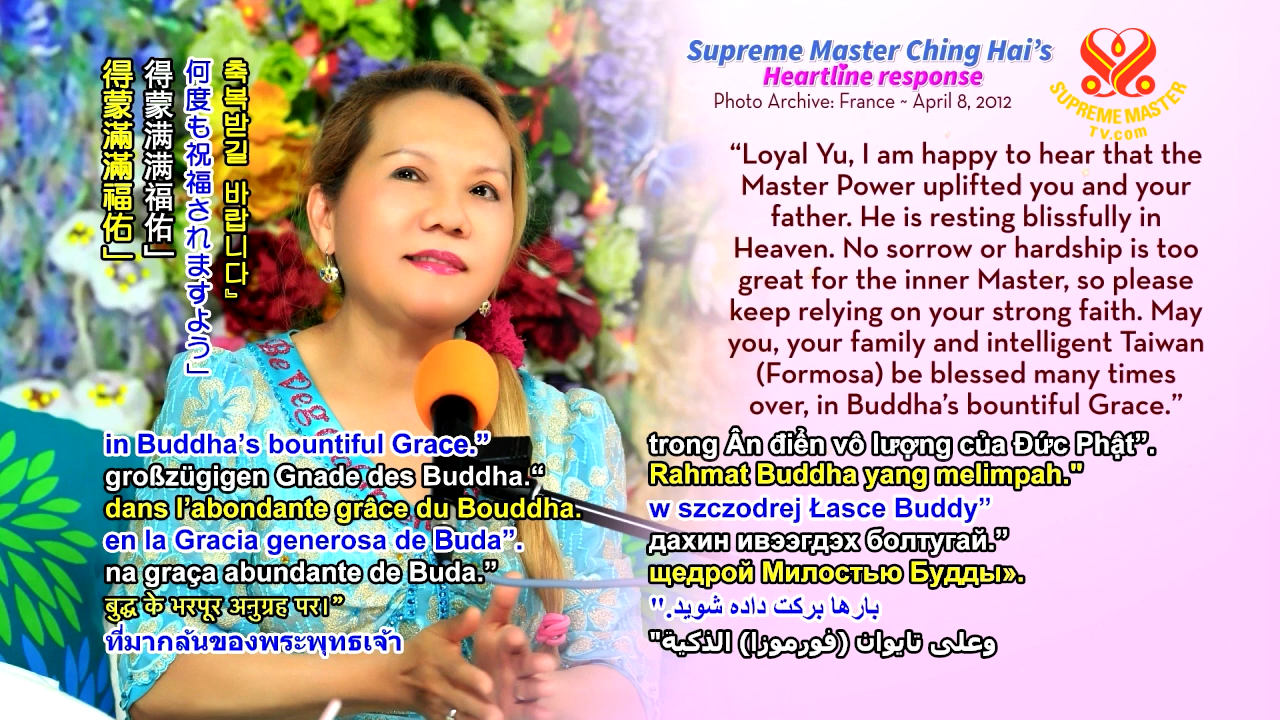 Supreme Master Ching Hai's
Heartline response
Photo Archive: France ~ April 8, 2012
SUPREME MASTER
TV.com
“Loyal Yu, I am happy to hear that the
Master Power uplifted you and your
father. He is resting blissfully in
Heaven. No sorrow or hardship is too
great for the inner Master, so please
keep relying on your strong faith. May
you, your family and intelligent Taiwan
(Formosa) be blessed many times
over, in Buddha’s bountiful Grace.”
축복받길 바랍니다』
何度も祝福されますよう」
得蒙满满福佑」
得蒙滿滿福佑」
in Buddha’s bountiful Grace.”
großzügigen Gnade des Buddha.“
dans l’abondante grâce du Bouddha.
en la Gracia generosa de Buda”.
na graça abundante de Buda.”
बुद्ध के भरपूर अनुग्रह पर।”
ที่มากล้นของพระพุทธเจ้า
trong Ân điển vô lượng của Đức Phật”.
Rahmat Buddha yang melimpah."
w szczodrej Łasce Buddy”
дахин ивээгдэх болтугай.”
щедрой Милостью Будды».
بارها برکت داده شوید."
وعلى تايوان (فورموزا) الذكية"
Be Deg